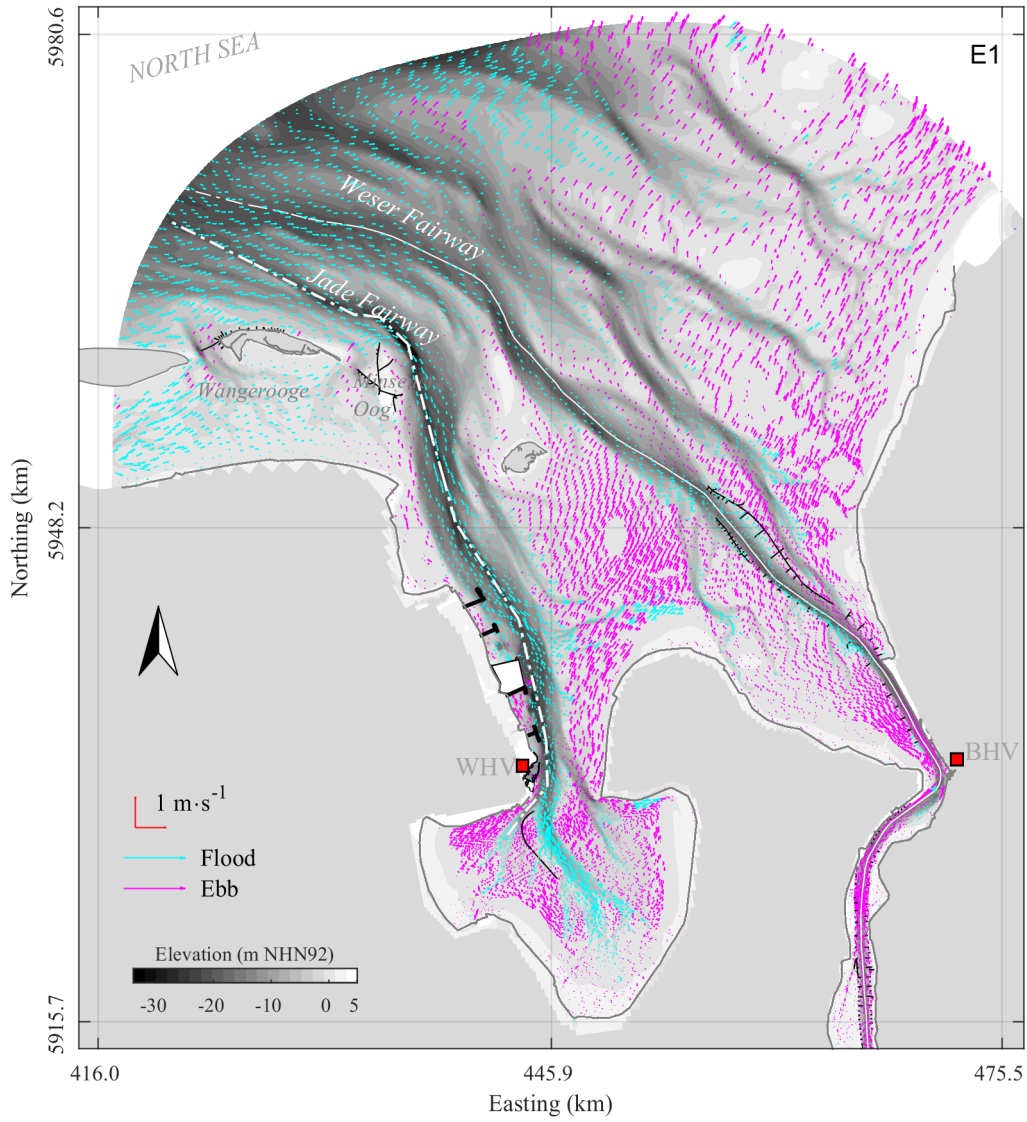 5980.6
NORTH SEA
E1
Weser Fairway
Jade Fairway
Wangerooge
Minse
Oog
Northing (km)
5948.2
WHV
BHV
1 m·s⁻¹
Flood
Ebb
Elevation (m NHN92)
-30 -20 -10 0 5
5915.7
416.0 445.9 475.5
Easting (km)